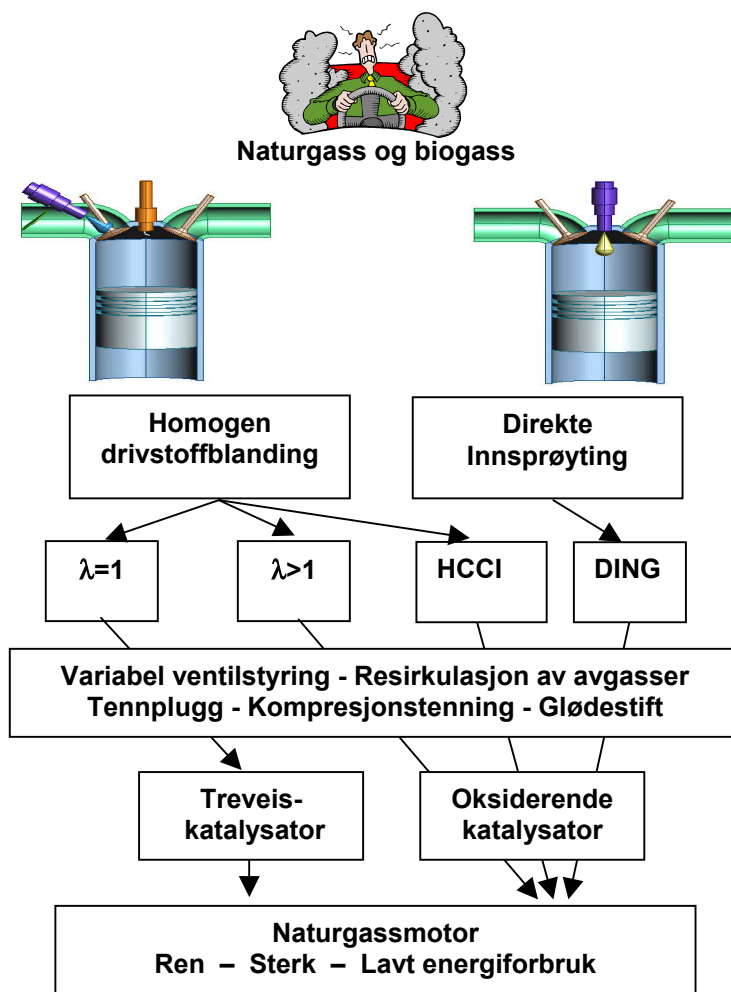 Naturgass og biogass
Homogen
drivstoffblanding
Direkte
Innsprøyting
λ=1
λ>1
HCCI
DING
Variabel ventilstyring - Resirkulasjon av avgasser
Tennplugg - Kompresjonstenning - Glødestift
Treveis-
katalysator
Oksiderende
katalysator
Naturgassmotor
Ren – Sterk – Lavt energiforbruk